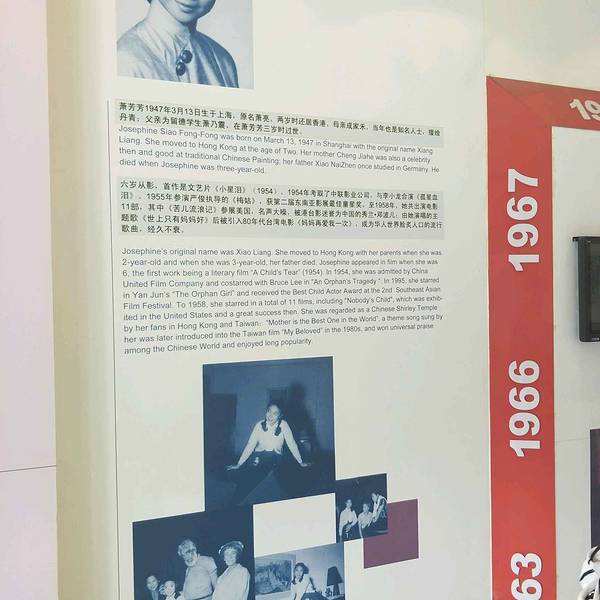 萧芳芳1947年3月13日生于上海，原名萧亮。两岁时迁居香港，母亲成家禾，当年也是知名人士，擅绘
丹青；父亲为留德学生萧乃震，在萧芳芳三岁时过世。
Josephine Siao Fong-Fong was born on March 13, 1947 in Shanghai with the original name Xiang
Liang. She moved to Hong Kong at the age of Two. Her mother Cheng Jiahe was also a celebrity
then and good at traditional Chinese Painting; her father Xiao NaiZhen once studied in Germany. He
died when Josephine was three-year-old.
六岁从影，首作是文艺片《小星泪》（1954）。1954年考取了中联影业公司，与李小龙合演《孤星血
泪》。1955年参演严俊执导的《梅姑》，获第二届东南亚影展最佳童星奖。至1958年，她共出演电影
11部，其中《苦儿流浪记》参展美国，名声大噪，被港台影迷誉为中国的秀兰•邓波儿；由她演唱的主
题歌《世上只有妈妈好》后被引入80年代台湾电影《妈妈再爱我一次》，成为华人世界脍炙人口的流行
歌曲，经久不衰。
Josephine's original name was Xiao Liang. She moved to Hong Kong with her parents when she was
2-year-old and when she was 3-year-old, her father died. Josephine appeared in film when she was
6, the first work being a literary film "A Child's Tear" (1954). In 1954, she was admitted by China
United Film Company and costarred with Bruce Lee in "An Orphan's Tragedy ". In 1995, she starred
in Yan Jun's "The Orphan Girl" and received the Best Child Actor Award at the 2nd Southeast Asian
Film Festival. To 1958, she starred in a total of 11 films, including "Nobody's Child", which was exhib-
ited in the United States and a great success then. She was regarded as a Chinese Shirley Temple
by her fans in Hong Kong and Taiwan；"Mother is the Best One in the World", a theme song sung by
her was later introduced into the Taiwan film "My Beloved" in the 1980s, and won universal praise
among the Chinese World and enjoyed long popularity.
19
1967
1966
63